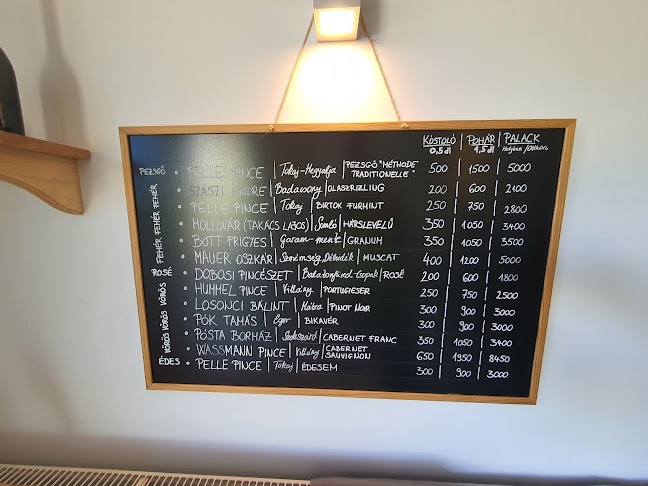 KÓSTOLÓ | POHÁR | PALACK
0,5 dl | 1,5 dl | Helyben /
PEZSGŐ • PELLE PINCE | Tokaj-Hegyalja | PEZSGŐ "MÉTHODE TRADITIONELLE" 500 | 1500 | 5000
FEHÉR FEHÉR FEHÉR
• SZÁSZI ENDRE | Badacsony | OLASZRIZLING 200 | 600 | 2100
• PELLE PINCE | Tokaj | BIRTOK FURMINT 250 | 750 | 2800
• HOLLÓVÁR (TAKÁCS LAJOS) | Somló | HÁRSLEVELŰ 350 | 1050 | 3400
• BOTT FRIGYES | Garam-mente | GRANUM 350 | 1050 | 3500
• MAUER OSZKÁR | Szerémség, Délvidék | MUSCAT 400 | 1200 | 5000
ROSÉ • DOBOSI PINCÉSZET | Balatonfüred-Csopak | ROSÉ 200 | 600 | 1800
VÖRÖS VÖRÖS VÖRÖS
• HUMMEL PINCE | Villány | PORTUGIESER 250 | 750 | 2500
• LOSONCI BÁLINT | Mátra | PINOT NOIR 300 | 900 | 3000
• PÓK TAMÁS | Eger | BIKAVÉR 300 | 900 | 3000
• PÓSTA BORHÁZ | Szekszárd | CABERNET FRANC 350 | 1050 | 3400
• WASSMANN PINCE | Villány | CABERNET SAUVIGNON 650 | 1950 | 8450
ÉDES • PELLE PINCE | Tokaj | ÉDESEM 300 | 900 | 3000